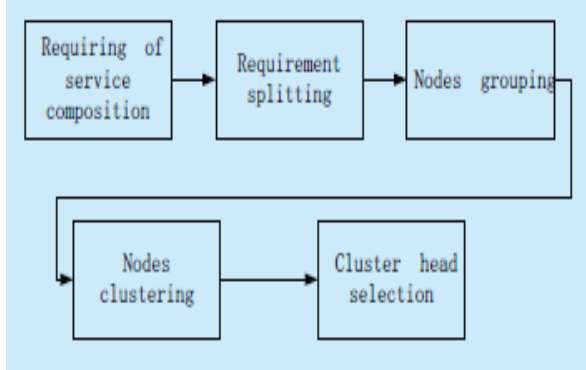 Requiring of
service
composition
Requirement
splitting
Nodes grouping
Nodes
clustering
Cluster head
selection